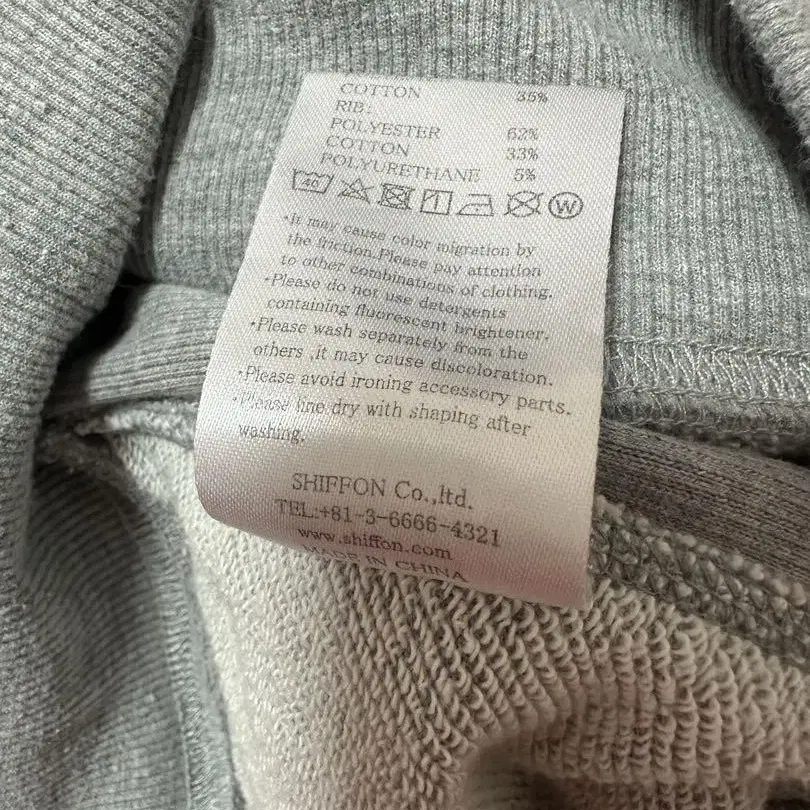 COTTON 35%
RIB:
POLYESTER 62%
COTTON 33%
POLYURETHANE 5%
40 W
·It may cause color migration by
the friction.Please pay attention
to other combinations of clothing.
·Please do not use detergents
containing fluorescent brightener.
·Please wash separately from the
others ,it may cause discoloration.
·Please avoid ironing accessory parts.
·Please line dry with shaping after
washing.
SHIFFON Co.,ltd.
TEL:+81-3-6666-4321
www.shiffon.com
MADE IN CHINA